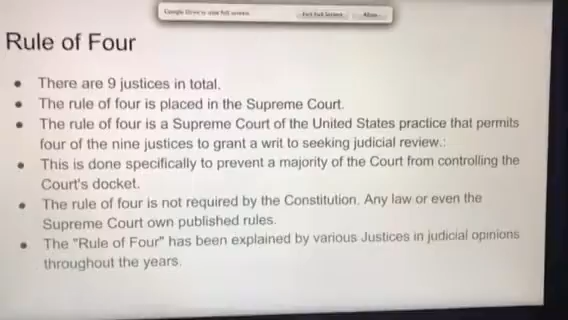 Rule of Four
● There are 9 justices in total.
● The rule of four is placed in the Supreme Court.
● The rule of four is a Supreme Court of the United States practice that permits
four of the nine justices to grant a writ to seeking judicial review.:
● This is done specifically to prevent a majority of the Court from controlling the
Court's docket.
● The rule of four is not required by the Constitution. Any law or even the
Supreme Court own published rules.
● The "Rule of Four" has been explained by various Justices in judicial opinions
throughout the years.